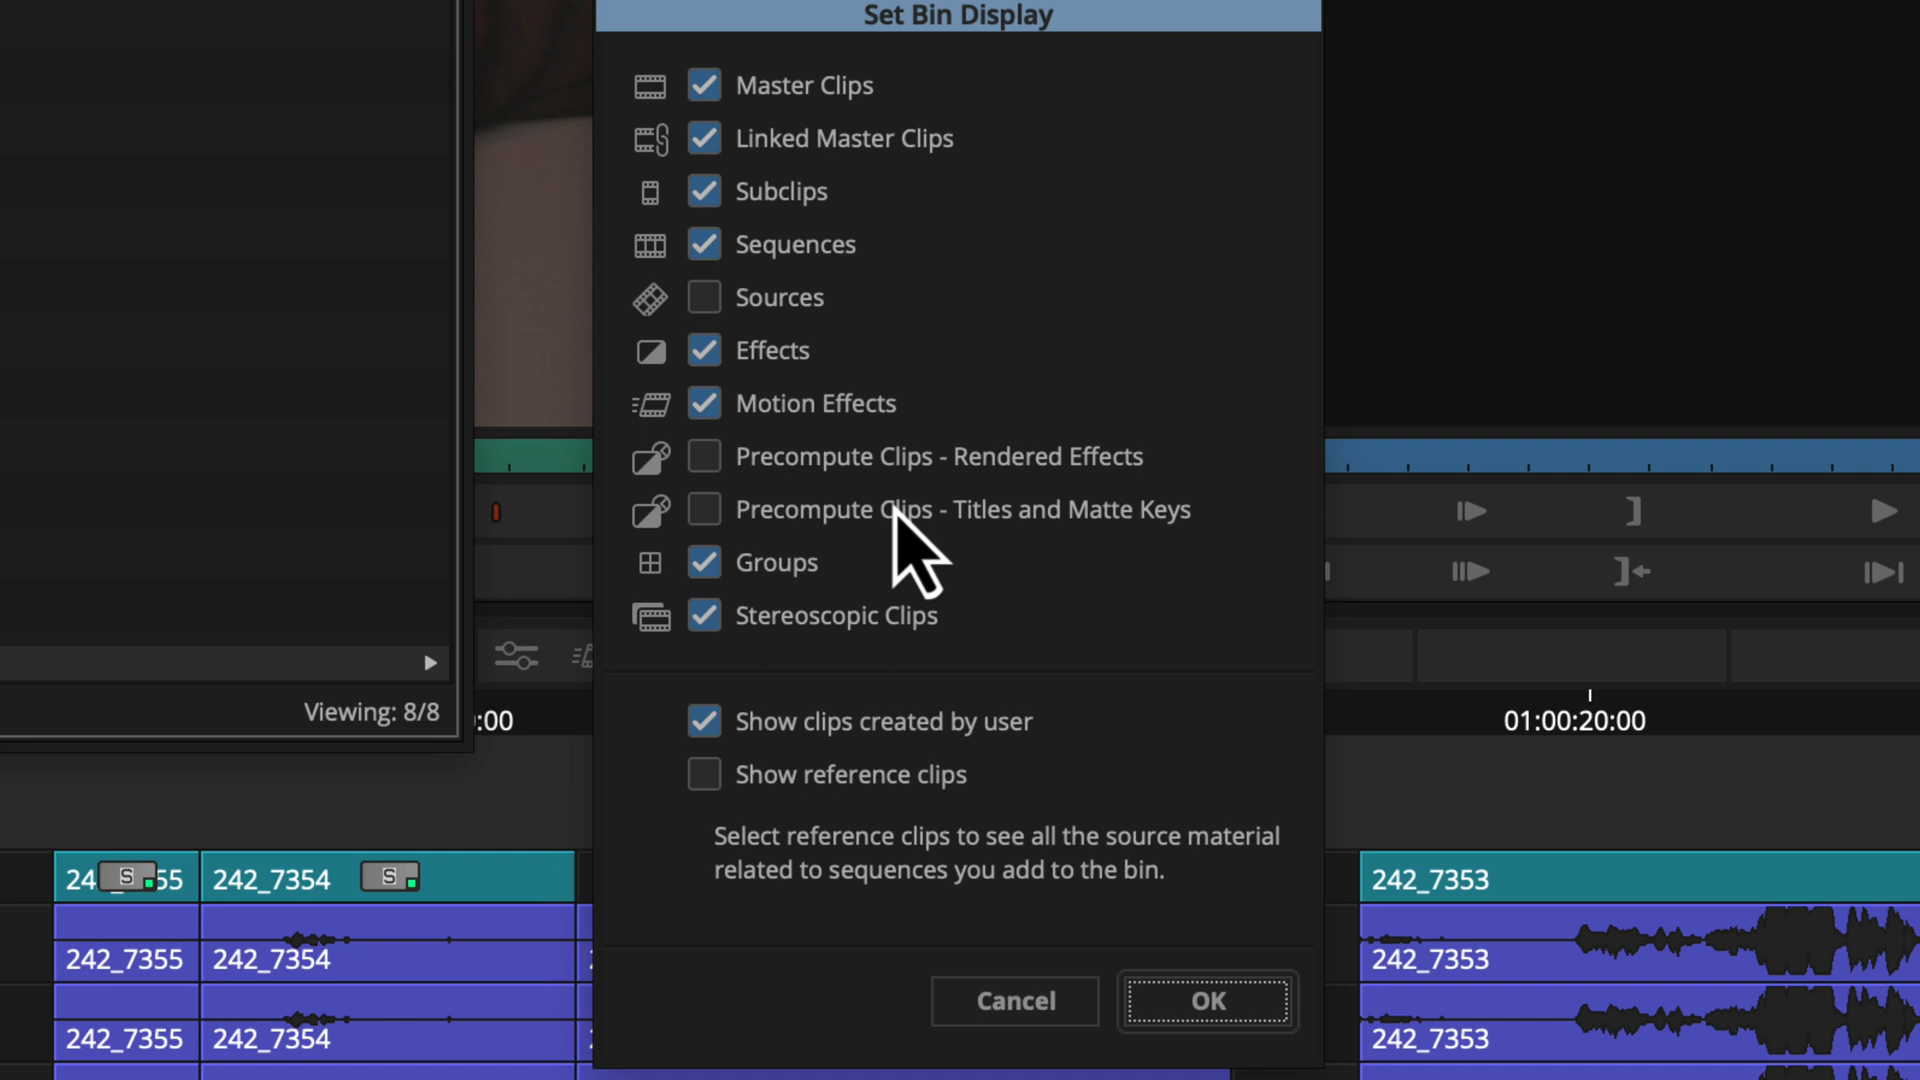 Set Bin Display
Master Clips
Linked Master Clips
Subclips
Sequences
Sources
Effects
Motion Effects
Precompute Clips - Rendered Effects
Precompute Clips - Titles and Matte Keys
Groups
Stereoscopic Clips
Viewing: 8/8
:00
01:00:20:00
Show clips created by user
Show reference clips
Select reference clips to see all the source material
related to sequences you add to the bin.
Cancel
OK
24 S 55
242_7354 S
242_7353
242_7355
242_7354
242_7353
242_7355
242_7354
242_7353